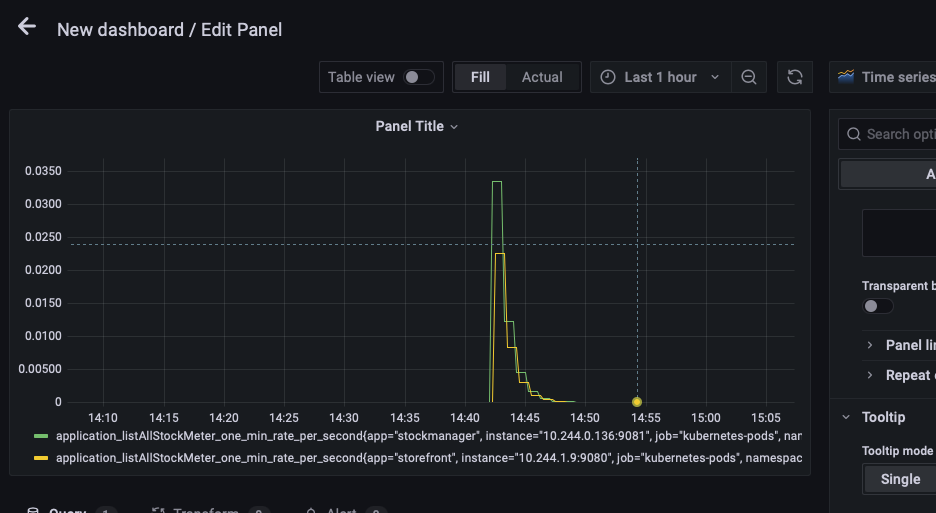 New dashboard / Edit Panel
Table view Fill Actual Last 1 hour Time series
Panel Title
Search opti
A
0.0350
0.0300
0.0250
0.0200
0.0150
0.0100
0.00500
0
14:10 14:15 14:20 14:25 14:30 14:35 14:40 14:45 14:50 14:55 15:00 15:05
application_listAllStockMeter_one_min_rate_per_second{app="stockmanager", instance="10.244.0.136:9081", job="kubernetes-pods", nan
application_listAllStockMeter_one_min_rate_per_second{app="storefront", instance="10.244.1.9:9080", job="kubernetes-pods", namespac
Transparent b
Panel lin
Repeat
Tooltip
Tooltip mode
Single
Query 1 Transform 0 Alert 0